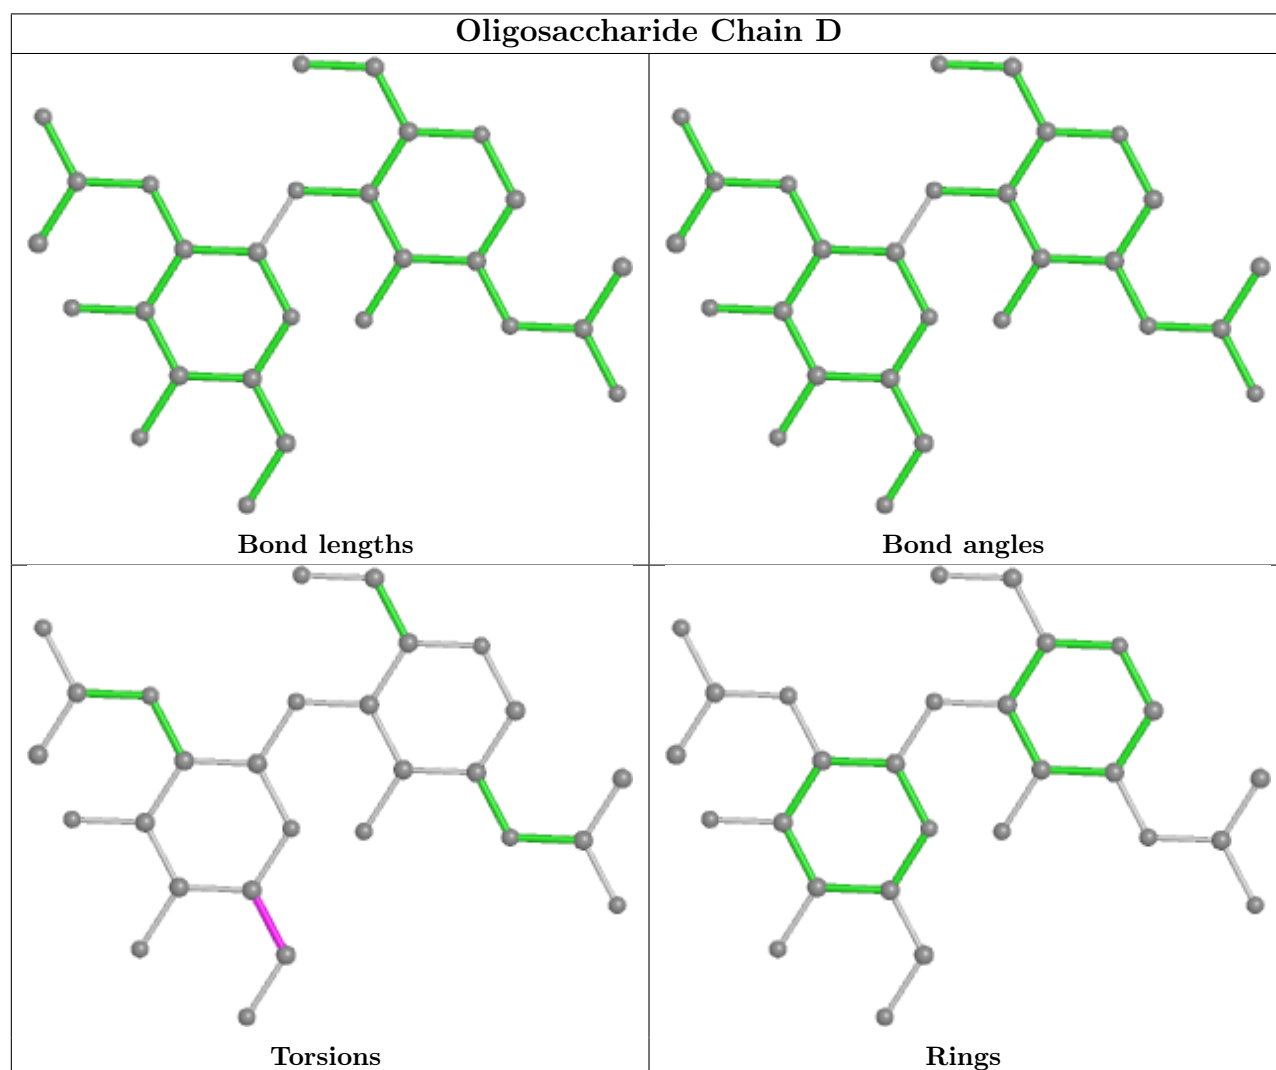 Oligosaccharide Chain D
Bond lengths
Bond angles
Torsions
Rings